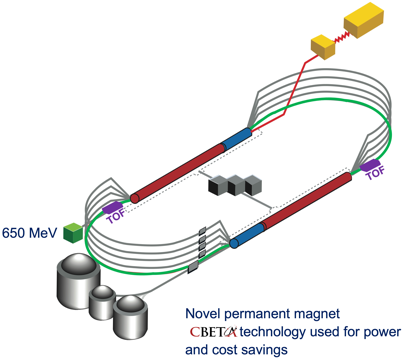 TOF
TOF
650 MeV
Novel permanent magnet
CBETA technology used for power
and cost savings